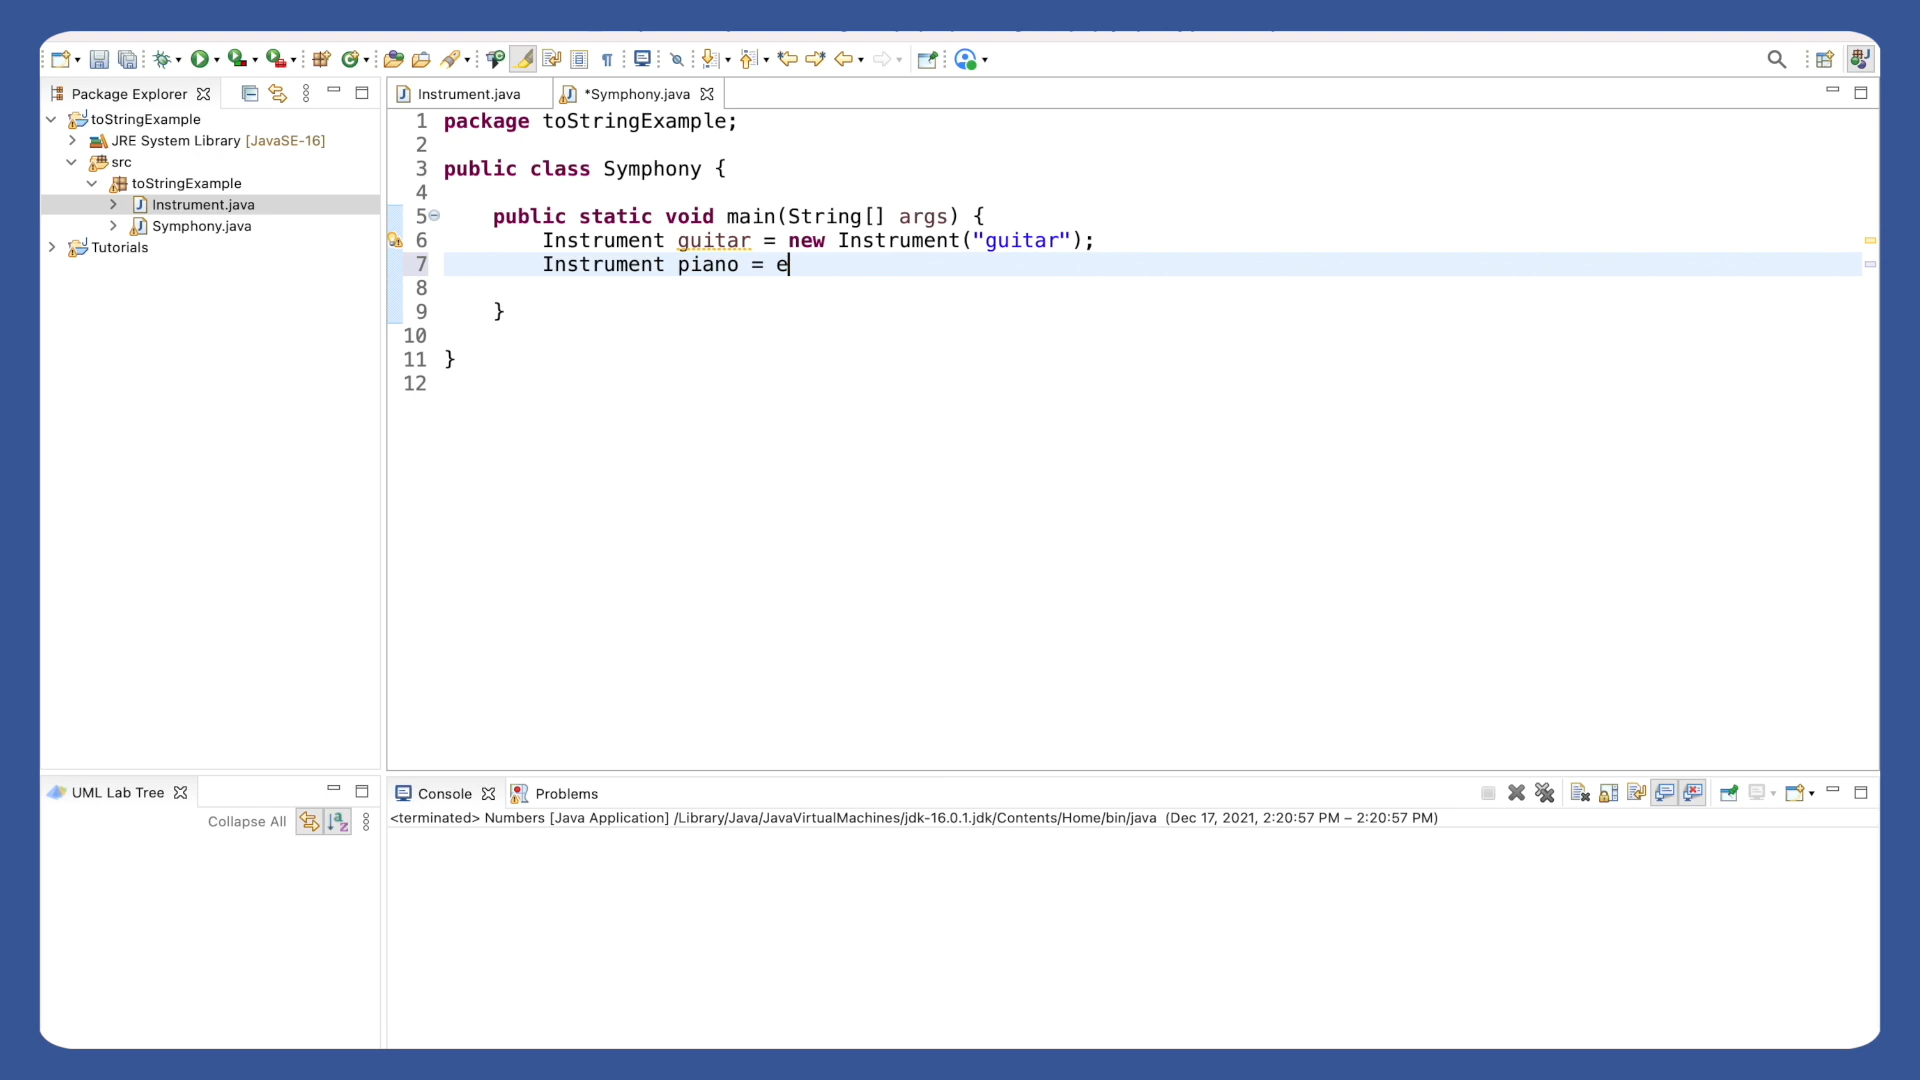 Package Explorer
toStringExample
JRE System Library [JavaSE-16]
src
toStringExample
Instrument.java
Symphony.java
Tutorials
Instrument.java
*Symphony.java
1 package toStringExample;
2
3 public class Symphony {
4
5 public static void main(String[] args) {
6 Instrument guitar = new Instrument("guitar");
7 Instrument piano = e
8
9 }
10
11 }
12
UML Lab Tree
Collapse All
Console
Problems
<terminated> Numbers [Java Application] /Library/Java/JavaVirtualMachines/jdk-16.0.1.jdk/Contents/Home/bin/java (Dec 17, 2021, 2:20:57 PM – 2:20:57 PM)